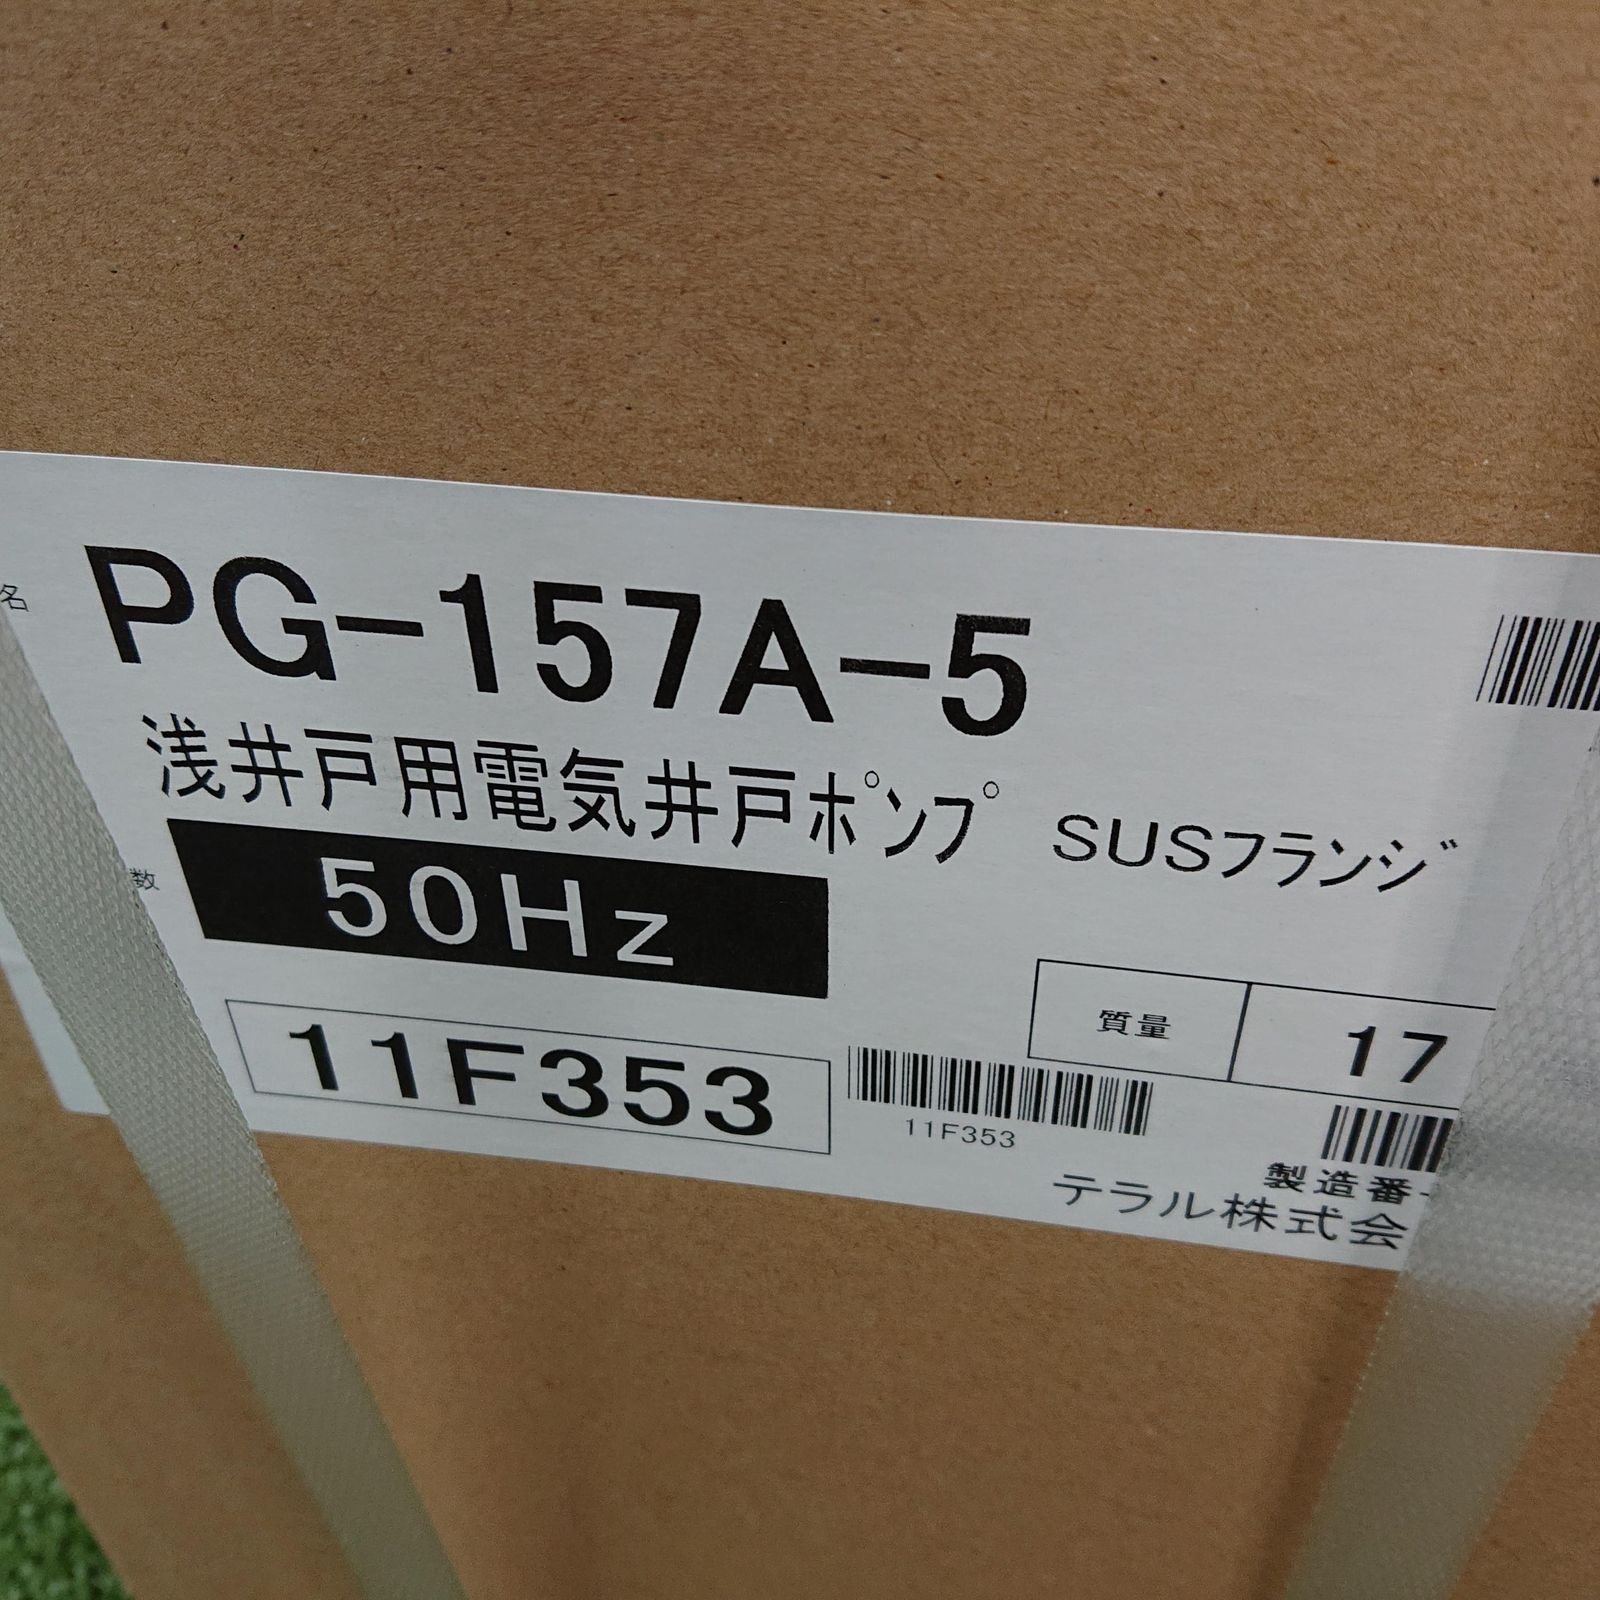 名 PG-157A-5
浅井戸用電気井戸ポンプ SUSフランジ
数 50Hz
質量 17
11F353
11F353
製造番
テラル株式会